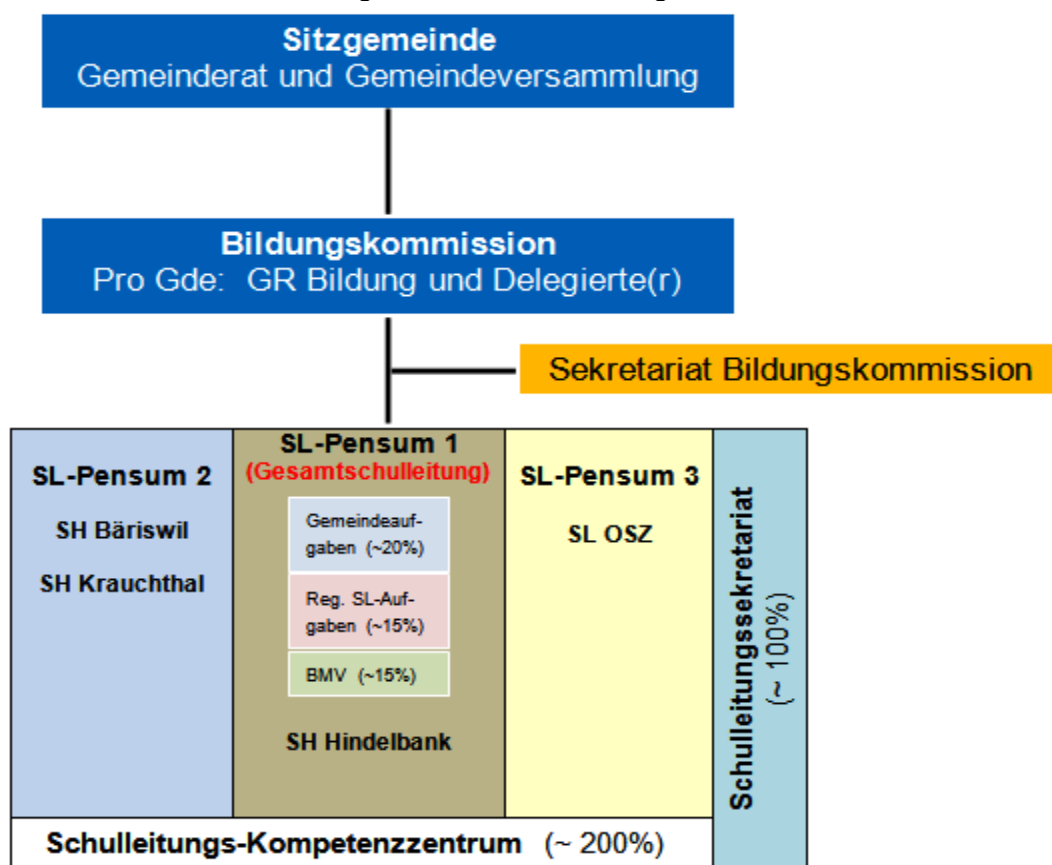 Sitzgemeinde
Gemeinderat und Gemeindeversammlung
Bildungskommission
Pro Gde: GR Bildung und Delegierte(r)
Sekretariat Bildungskommission
SL-Pensum 2
SH Bäriswil
SH Krauchthal
SL-Pensum 1
(Gesamtschulleitung)
Gemeindeauf-
gaben (~20%)
Reg. SL-Auf-
gaben (~15%)
BMV (~15%)
SH Hindelbank
SL-Pensum 3
SL OSZ
Schulleitungssekretariat
(~ 100%)
Schulleitungs-Kompetenzzentrum (~ 200%)